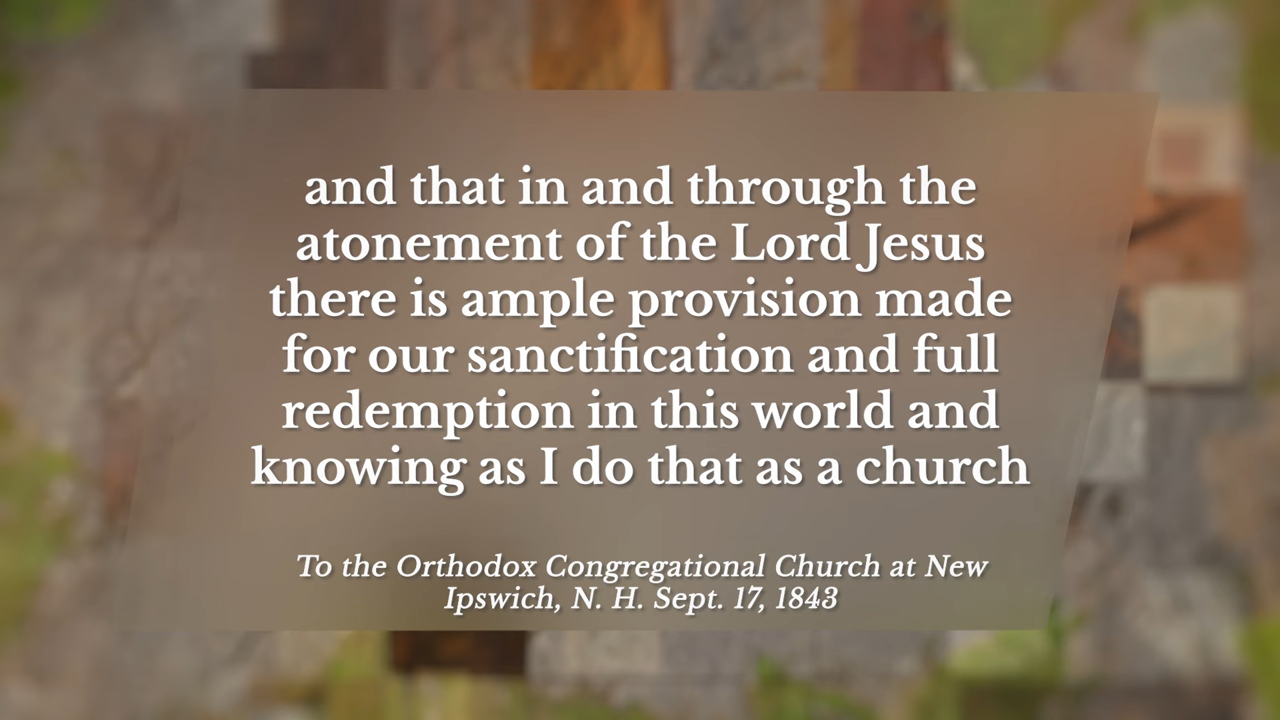 and that in and through the
atonement of the Lord Jesus
there is ample provision made
for our sanctification and full
redemption in this world and
knowing as I do that as a church
To the Orthodox Congregational Church at New
Ipswich, N. H. Sept. 17, 1843